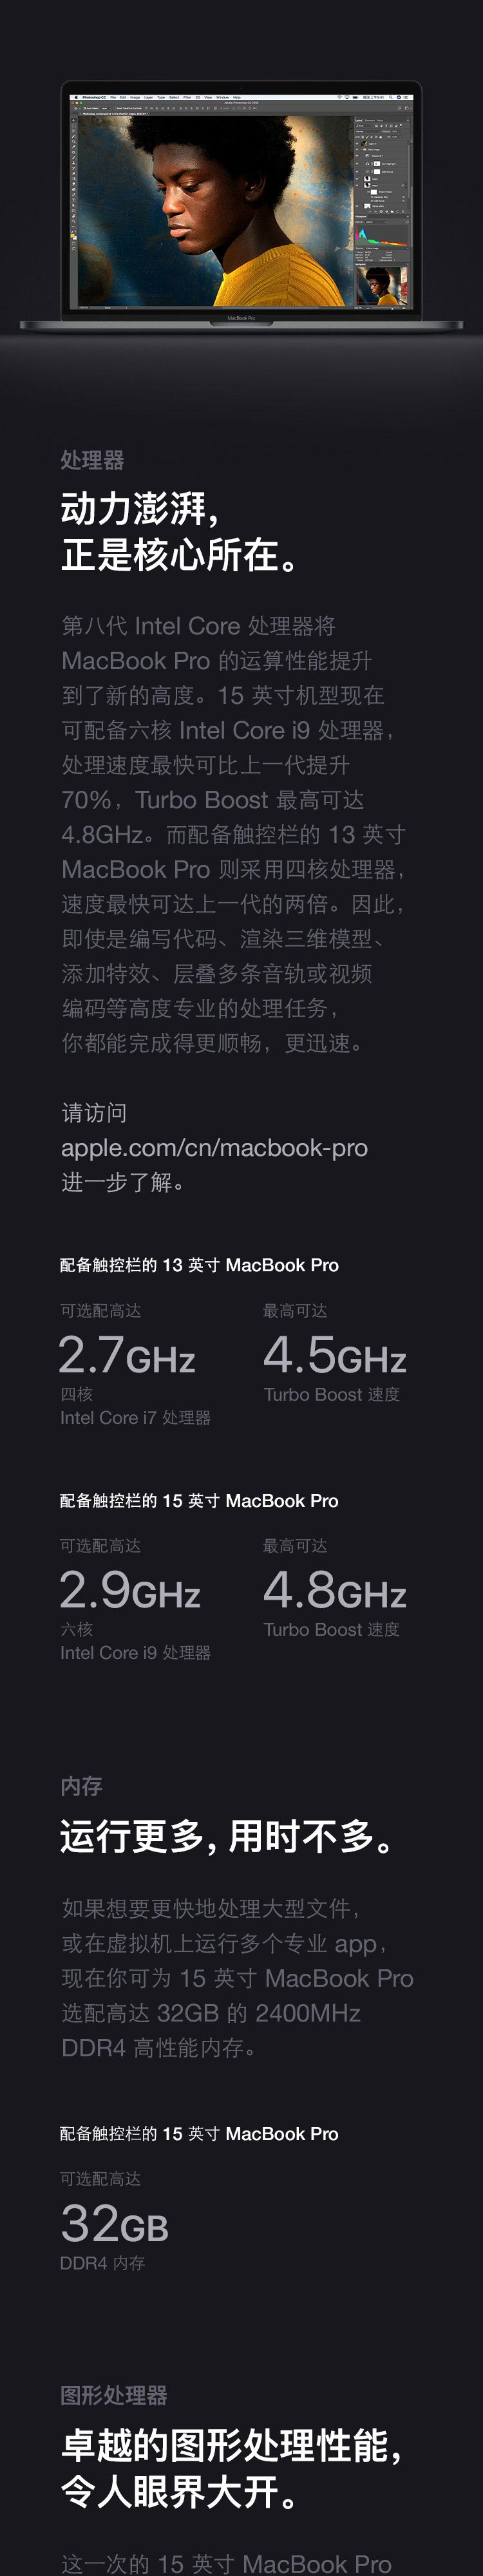 Photoshop CC File Edit Image Layer Type Select Filter 3D View Window Help
MacBook Pro
处理器
动力澎湃，
正是核心所在。
第八代 Intel Core 处理器将
MacBook Pro 的运算性能提升
到了新的高度。15 英寸机型现在
可配备六核 Intel Core i9 处理器，
处理速度最快可比上一代提升
70%，Turbo Boost 最高可达
4.8GHz。而配备触控栏的 13 英寸
MacBook Pro 则采用四核处理器，
速度最快可达上一代的两倍。因此，
即使是编写代码、渲染三维模型、
添加特效、层叠多条音轨或视频
编码等高度专业的处理任务，
你都能完成得更顺畅，更迅速。
请访问
apple.com/cn/macbook-pro
进一步了解。
配备触控栏的 13 英寸 MacBook Pro
可选配高达 最高可达
2.7GHz 4.5GHz
四核 Turbo Boost 速度
Intel Core i7 处理器
配备触控栏的 15 英寸 MacBook Pro
可选配高达 最高可达
2.9GHz 4.8GHz
六核 Turbo Boost 速度
Intel Core i9 处理器
内存
运行更多，用时不多。
如果想要更快地处理大型文件，
或在虚拟机上运行多个专业 app，
现在你可为 15 英寸 MacBook Pro
选配高达 32GB 的 2400MHz
DDR4 高性能内存。
配备触控栏的 15 英寸 MacBook Pro
可选配高达
32GB
DDR4 内存
图形处理器
卓越的图形处理性能，
令人眼界大开。
这一次的 15 英寸 MacBook Pro